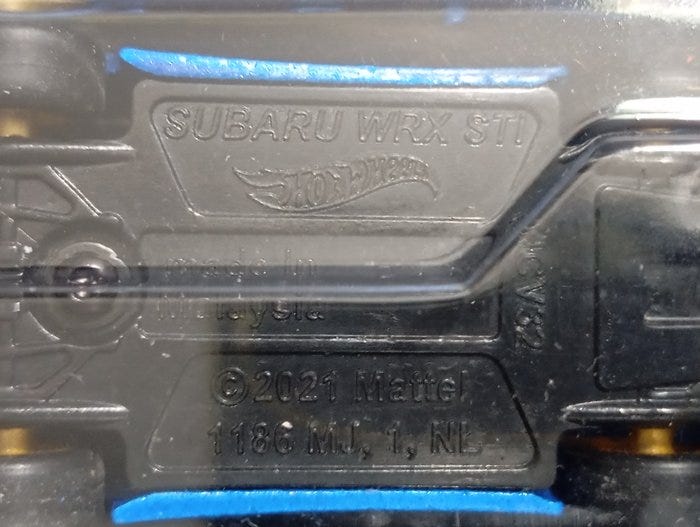 SUBARU WRX STI
HOT WHEELS
made in
Malaysia
©2021 Mattel
1186 MJ, 1, NL